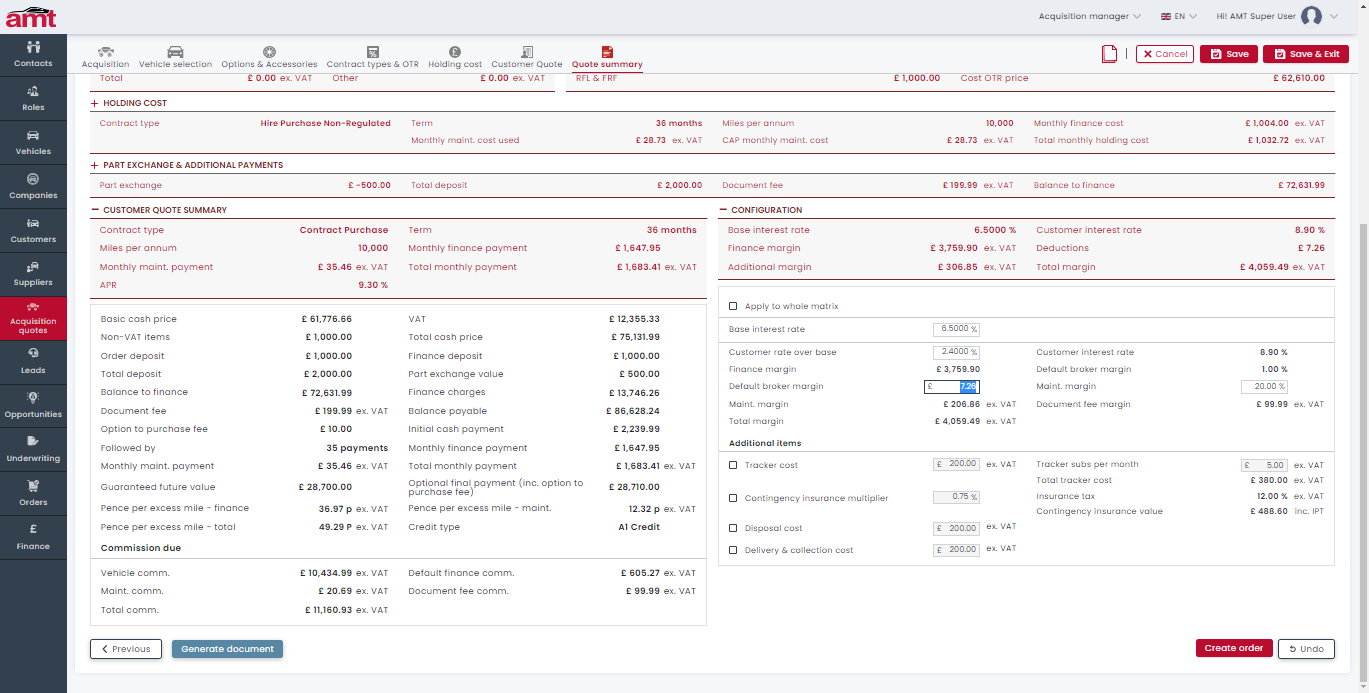 amt
Acquisition manager EN Hi! AMT Super User
Contacts
Roles
Vehicles
Companies
Customers
Suppliers
Acquisition quotes
Leads
Opportunities
Underwriting
Orders
Finance
Acquisition Vehicle selection Options & Accessories Contract types & OTR Holding cost Customer Quote Quote summary
Cancel Save Save & Exit
Total £ 0.00 ex. VAT Other £ 0.00 ex. VAT RFL & FRF £ 1,000.00 Cost OTR price £ 62,610.00
+ HOLDING COST
Contract type Hire Purchase Non-Regulated Term 36 months Miles per annum 10,000 Monthly finance cost £ 1,004.00 ex. VAT
Monthly maint. cost used £ 28.73 ex. VAT CAP monthly maint. cost £ 28.73 ex. VAT Total monthly holding cost £ 1,032.72 ex. VAT
+ PART EXCHANGE & ADDITIONAL PAYMENTS
Part exchange £ -500.00 Total deposit £ 2,000.00 Document fee £ 199.99 ex. VAT Balance to finance £ 72,631.99
— CUSTOMER QUOTE SUMMARY
Contract type Contract Purchase Term 36 months
Miles per annum 10,000 Monthly finance payment £ 1,647.95
Monthly maint. payment £ 35.46 ex. VAT Total monthly payment £ 1,683.41 ex. VAT
APR 9.30 %
Basic cash price £ 61,776.66 VAT £ 12,355.33
Non-VAT items £ 1,000.00 Total cash price £ 75,131.99
Order deposit £ 1,000.00 Finance deposit £ 1,000.00
Total deposit £ 2,000.00 Part exchange value £ 500.00
Balance to finance £ 72,631.99 Finance charges £ 13,746.26
Document fee £ 199.99 ex. VAT Balance payable £ 86,628.24
Option to purchase fee £ 10.00 Initial cash payment £ 2,239.99
Followed by 35 payments Monthly finance payment £ 1,647.95
Monthly maint. payment £ 35.46 ex. VAT Total monthly payment £ 1,683.41 ex. VAT
Guaranteed future value £ 28,700.00 Optional final payment (inc. option to purchase fee) £ 28,710.00
Pence per excess mile - finance 36.97 p ex. VAT Pence per excess mile - maint. 12.32 p ex. VAT
Pence per excess mile - total 49.29 P ex. VAT Credit type A1 Credit
Commission due
Vehicle comm. £ 10,434.99 ex. VAT Default finance comm. £ 605.27 ex. VAT
Maint. comm. £ 20.69 ex. VAT Document fee comm. £ 99.99 ex. VAT
Total comm. £ 11,160.93 ex. VAT
— CONFIGURATION
Base interest rate 6.5000 % Customer interest rate 8.90 %
Finance margin £ 3,759.90 ex. VAT Deductions £ 7.26
Additional margin £ 306.85 ex. VAT Total margin £ 4,059.49 ex. VAT
Apply to whole matrix
Base interest rate 6.5000 %
Customer rate over base 2.4000 % Customer interest rate 8.90 %
Finance margin £ 3,759.90 Default broker margin 1.00 %
Default broker margin £ 7.26 Maint. margin 20.00 %
Maint. margin £ 206.86 ex. VAT Document fee margin £ 99.99 ex. VAT
Total margin £ 4,059.49 ex. VAT
Additional items
Tracker cost £ 200.00 ex. VAT Tracker subs per month £ 5.00 ex. VAT
Total tracker cost £ 380.00 ex. VAT
Contingency insurance multiplier 0.75 % Insurance tax 12.00 % ex. VAT
Contingency insurance value £ 488.60 inc. IPT
Disposal cost £ 200.00 ex. VAT
Delivery & collection cost £ 200.00 ex. VAT
Previous Generate document Create order Undo